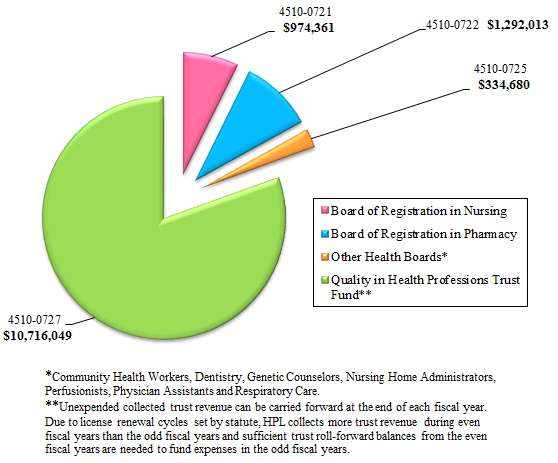 4510-0721
$974,361
4510-0722 $1,292,013
4510-0725
$334,680
Board of Registration in Nursing
Board of Registration in Pharmacy
Other Health Boards*
Quality in Health Professions Trust
Fund**
4510-0727
$10,716,049
*Community Health Workers, Dentistry, Genetic Counselors, Nursing Home Administrators,
Perfusionists, Physician Assistants and Respiratory Care.
**Unexpended collected trust revenue can be carried forward at the end of each fiscal year.
Due to license renewal cycles set by statute, HPL collects more trust revenue during even
fiscal years than the odd fiscal years and sufficient trust roll-forward balances from the even
fiscal years are needed to fund expenses in the odd fiscal years.